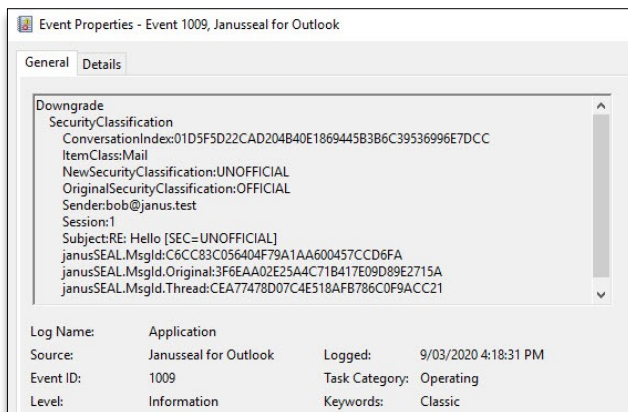 Event Properties - Event 1009, Janusseal for Outlook
General Details
Downgrade
SecurityClassification
ConversationIndex:01D5F5D22CAD204B40E1869445B3B6C39536996E7DCC
ItemClass:Mail
NewSecurityClassification:UNOFFICIAL
OriginalSecurityClassification:OFFICIAL
Sender:bob@janus.test
Session:1
Subject:RE: Hello [SEC=UNOFFICIAL]
janusSEAL.MsgId:C6CC83C056404F79A1AA600457CCD6FA
janusSEAL.MsgId.Original:3F6EAA02E25A4C71B417E09D89E2715A
janusSEAL.MsgId.Thread:CEA77478D07C4E518AFB786C0F9ACC21
Log Name: Application
Source: Janusseal for Outlook Logged: 9/03/2020 4:18:31 PM
Event ID: 1009 Task Category: Operating
Level: Information Keywords: Classic